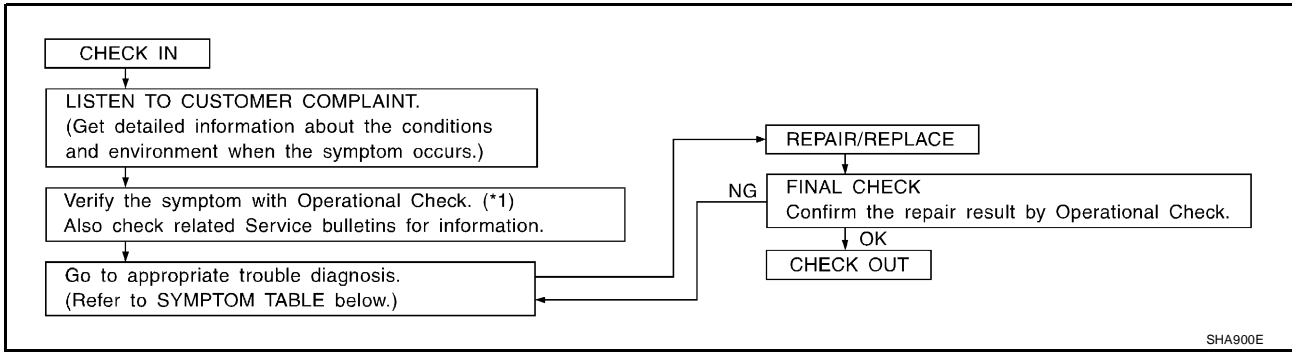 CHECK IN
LISTEN TO CUSTOMER COMPLAINT.
(Get detailed information about the conditions
and environment when the symptom occurs.)
Verify the symptom with Operational Check. (*1)
Also check related Service bulletins for information.
Go to appropriate trouble diagnosis.
(Refer to SYMPTOM TABLE below.)
REPAIR/REPLACE
NG
FINAL CHECK
Confirm the repair result by Operational Check.
OK
CHECK OUT
SHA900E